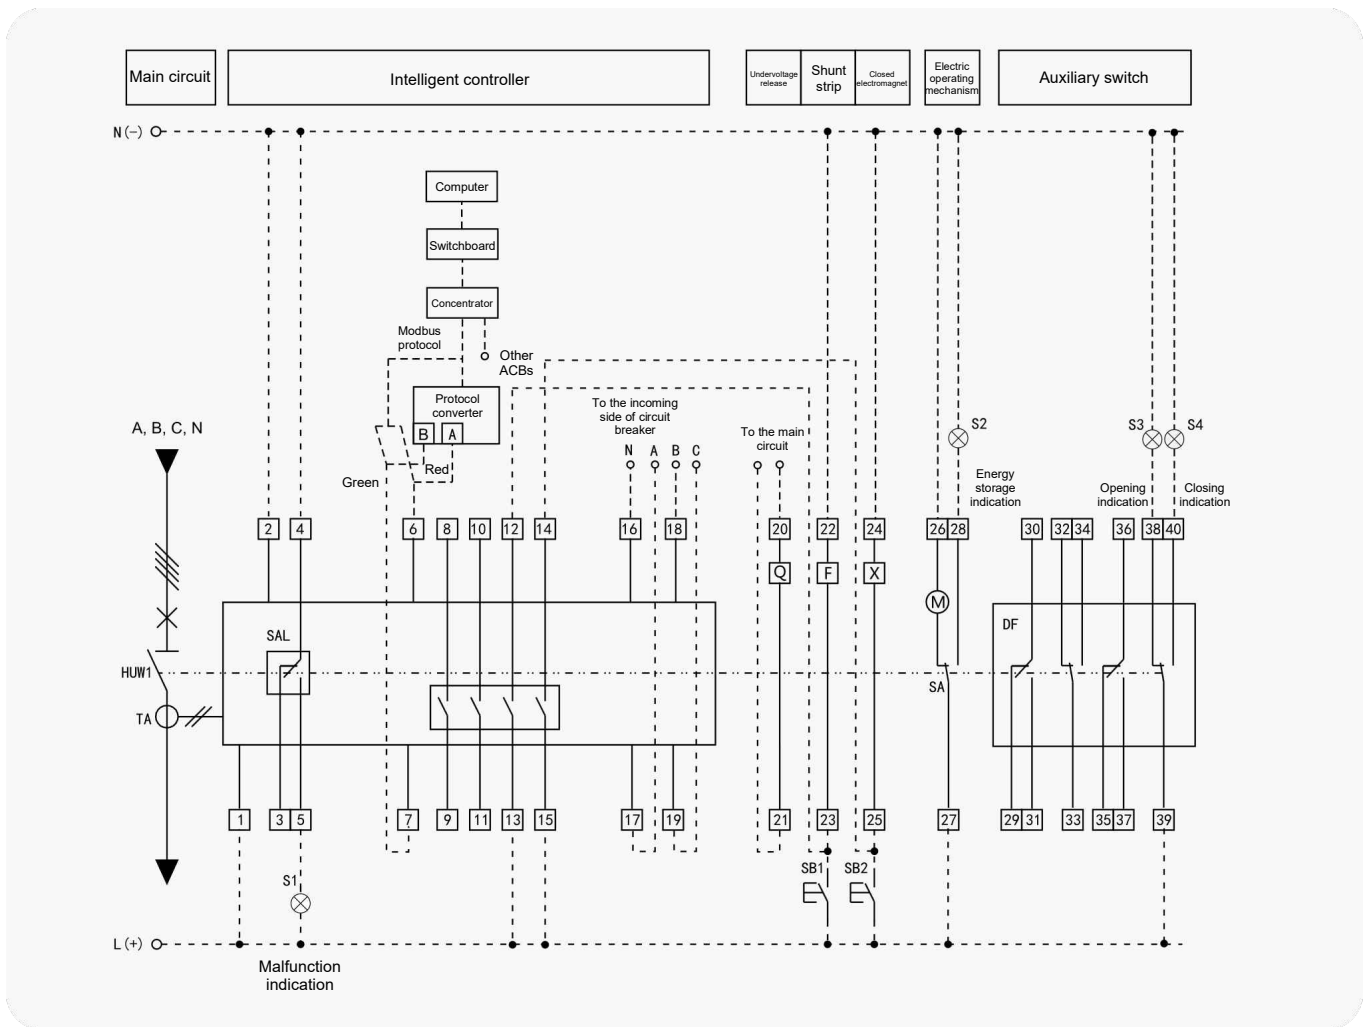 Main circuit
Intelligent controller
Undervoltage
release
Shunt
strip
Closed
electromagnet
Electric
operating
mechanism
Auxiliary switch
N(−)
Computer
Switchboard
Concentrator
Modbus
protocol
Other
ACBs
Protocol
converter
B A
Red
Green
To the incoming
side of circuit
breaker
N A B C
To the main
circuit
A, B, C, N
S2
S3 S4
Energy
storage
indication
Opening
indication
Closing
indication
2 4 6 8 10 12 14 16 18 20 22 24 26 28 30 32 34 36 38 40
Q F X
M
SAL
DF
HUW1
SA
TA
1 3 5 7 9 11 13 15 17 19 21 23 25 27 29 31 33 35 37 39
SB1 SB2
S1
L(+)
Malfunction
indication